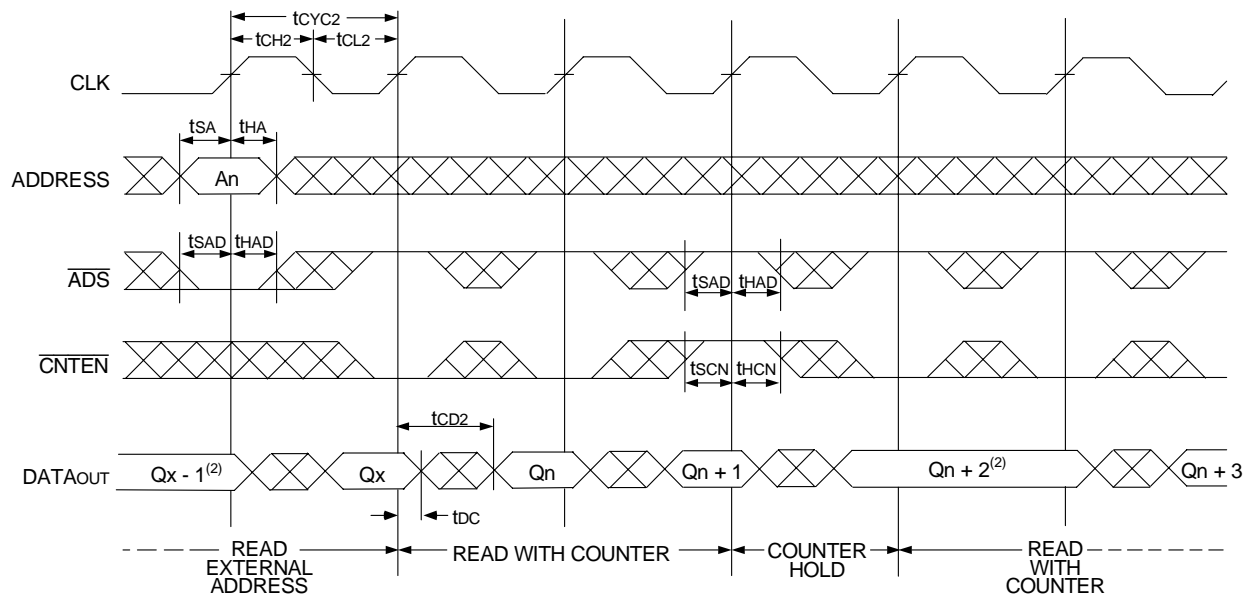 tCYC2
tCH2 tCL2
CLK
tSA tHA
ADDRESS An
tSAD tHAD
ADS
tSAD tHAD
CNTEN
tSCN tHCN
tCD2
DATAOUT Qx - 1(2) Qx Qn Qn + 1 Qn + 2(2) Qn + 3
tDC
READ EXTERNAL ADDRESS
READ WITH COUNTER
COUNTER HOLD
READ WITH COUNTER